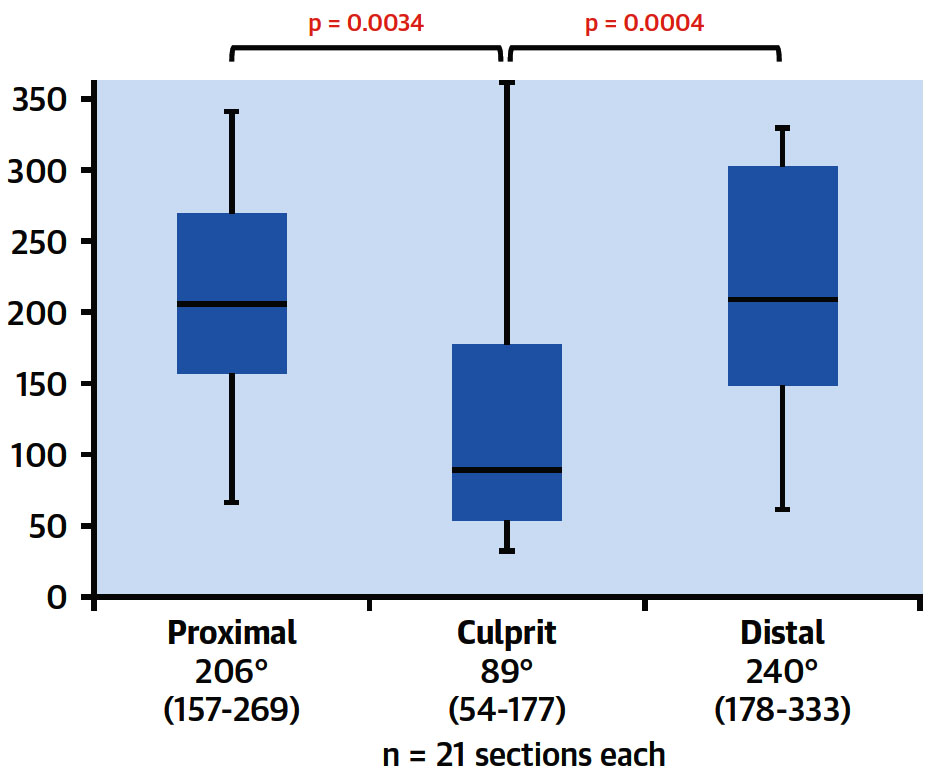 p = 0.0034 p = 0.0004
350
300
250
200
150
100
50
0
Proximal Culprit Distal
206° 89° 240°
(157-269) (54-177) (178-333)
n = 21 sections each